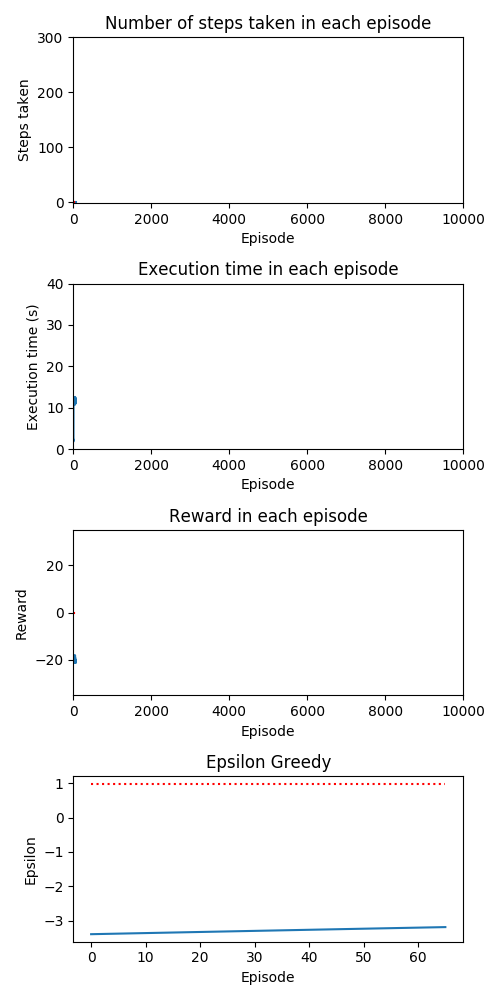 Number of steps taken in each episode
300
200
100
0
Steps taken
0 2000 4000 6000 8000 10000
Episode
Execution time in each episode
40
30
20
10
0
Execution time (s)
0 2000 4000 6000 8000 10000
Episode
Reward in each episode
20
0
−20
Reward
0 2000 4000 6000 8000 10000
Episode
Epsilon Greedy
1
0
−1
−2
−3
Epsilon
0 10 20 30 40 50 60
Episode